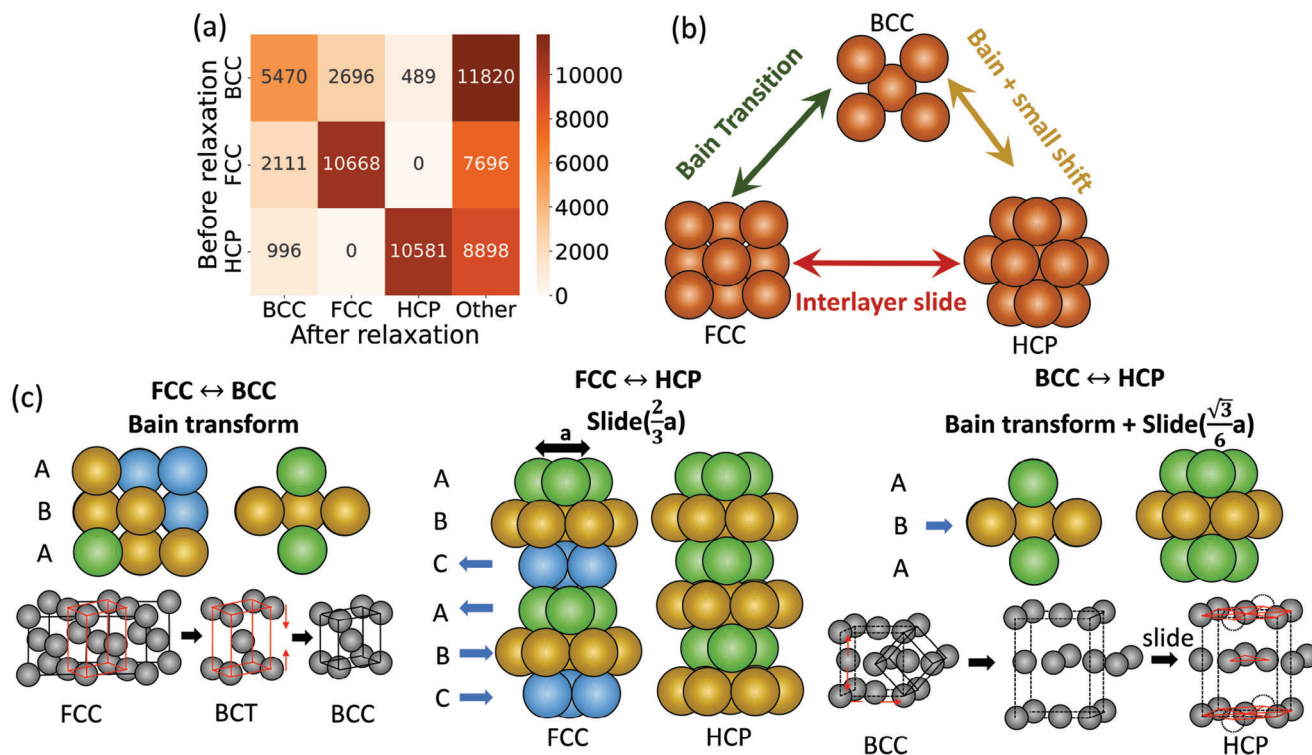 (a)
Before relaxation
BCC
FCC
HCP
5470 2696 489 11820
2111 10668 0 7696
996 0 10581 8898
BCC FCC HCP Other
After relaxation
10000
8000
6000
4000
2000
0
(b)
BCC
Bain Transition
Bain + small shift
Interlayer slide
FCC
HCP
(c)
FCC ↔ BCC
Bain transform
A
B
A
FCC
BCT
BCC
FCC ↔ HCP
Slide(2/3 a)
a
A
B
C
A
B
C
FCC
HCP
BCC ↔ HCP
Bain transform + Slide(√3/6 a)
A
B
A
slide
BCC
HCP